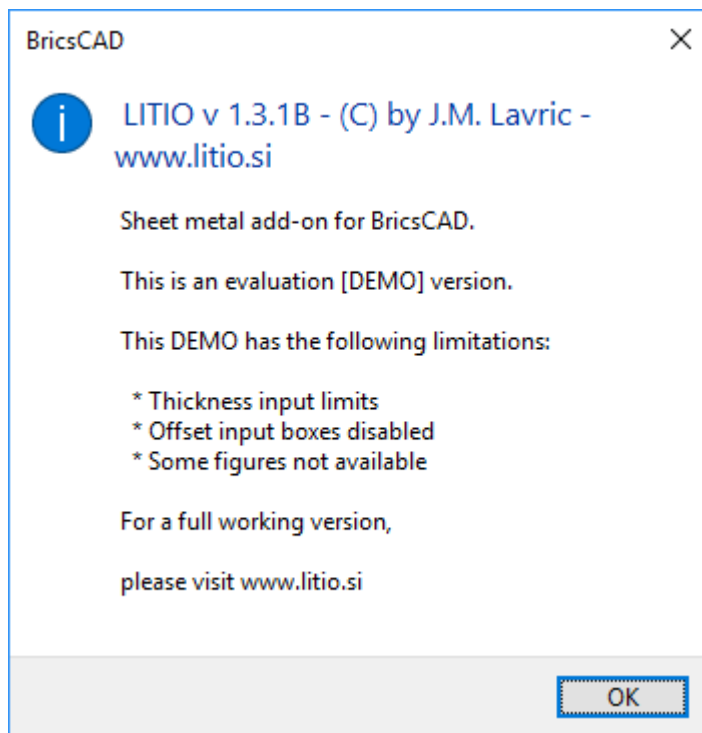 BricsCAD
LITIO v 1.3.1B - (C) by J.M. Lavric -
www.litio.si
Sheet metal add-on for BricsCAD.
This is an evaluation [DEMO] version.
This DEMO has the following limitations:
* Thickness input limits
* Offset input boxes disabled
* Some figures not available
For a full working version,
please visit www.litio.si
OK